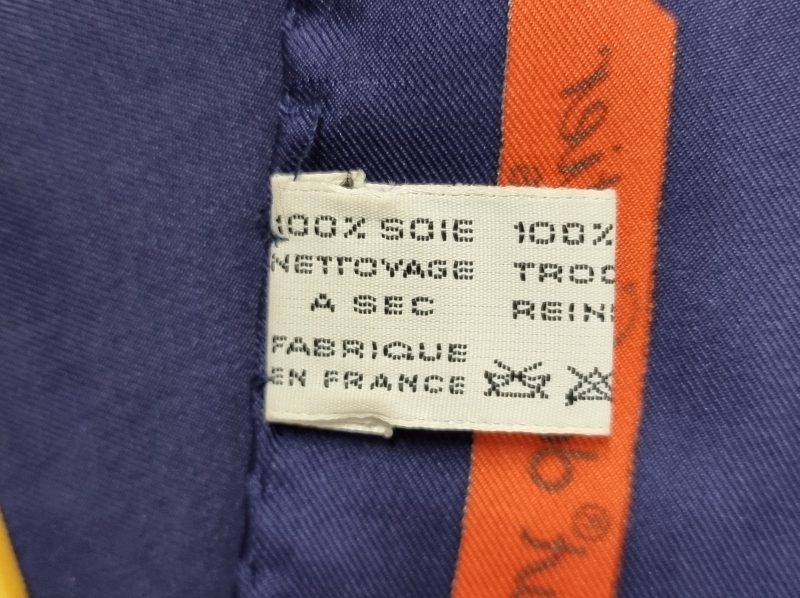 100% SOIE
NETTOYAGE
A SEC
FABRIQUE
EN FRANCE
100%
TROC
REIN